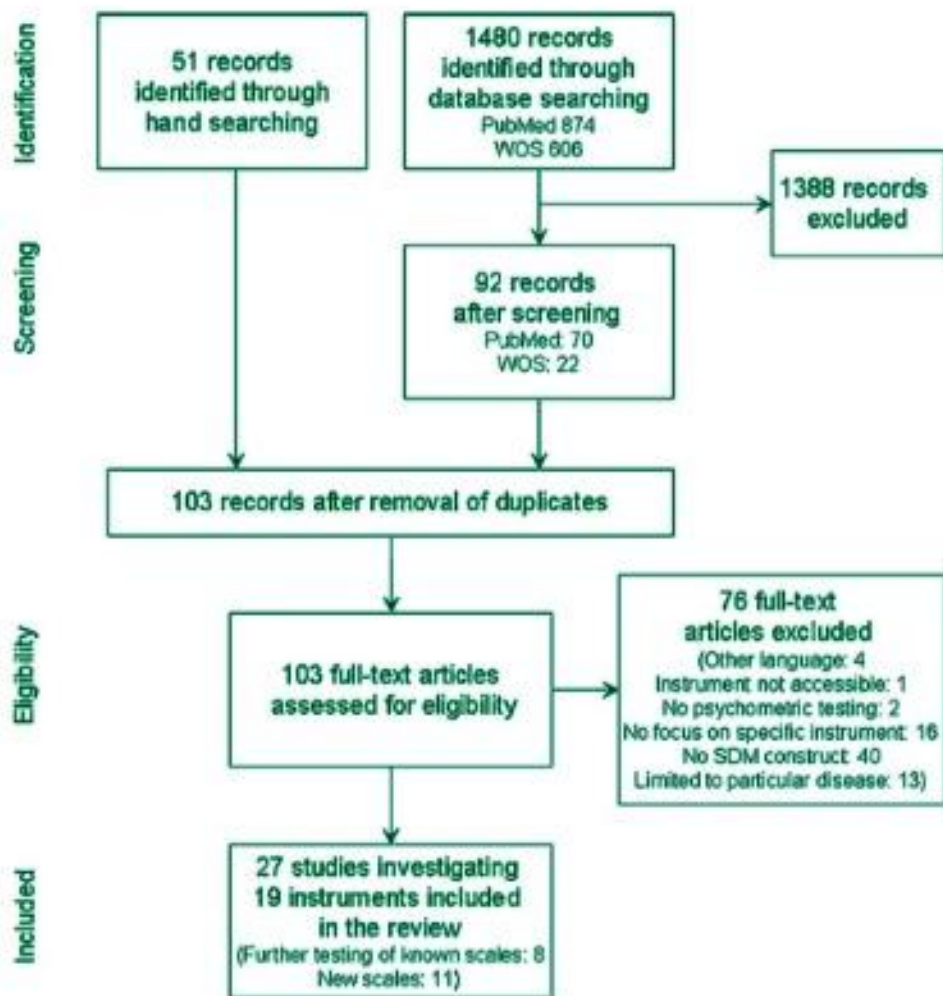 Identification
51 records
identified through
hand searching
1480 records
identified through
database searching
PubMed 874
WOS 606
1388 records
excluded
Screening
92 records
after screening
PubMed: 70
WOS: 22
103 records after removal of duplicates
Eligibility
103 full-text articles
assessed for eligibility
76 full-text
articles excluded
(Other language: 4
Instrument not accessible: 1
No psychometric testing: 2
No focus on specific instrument: 16
No SDM construct: 40
Limited to particular disease: 13)
Included
27 studies investigating
19 instruments included
in the review
(Further testing of known scales: 8
New scales: 11)